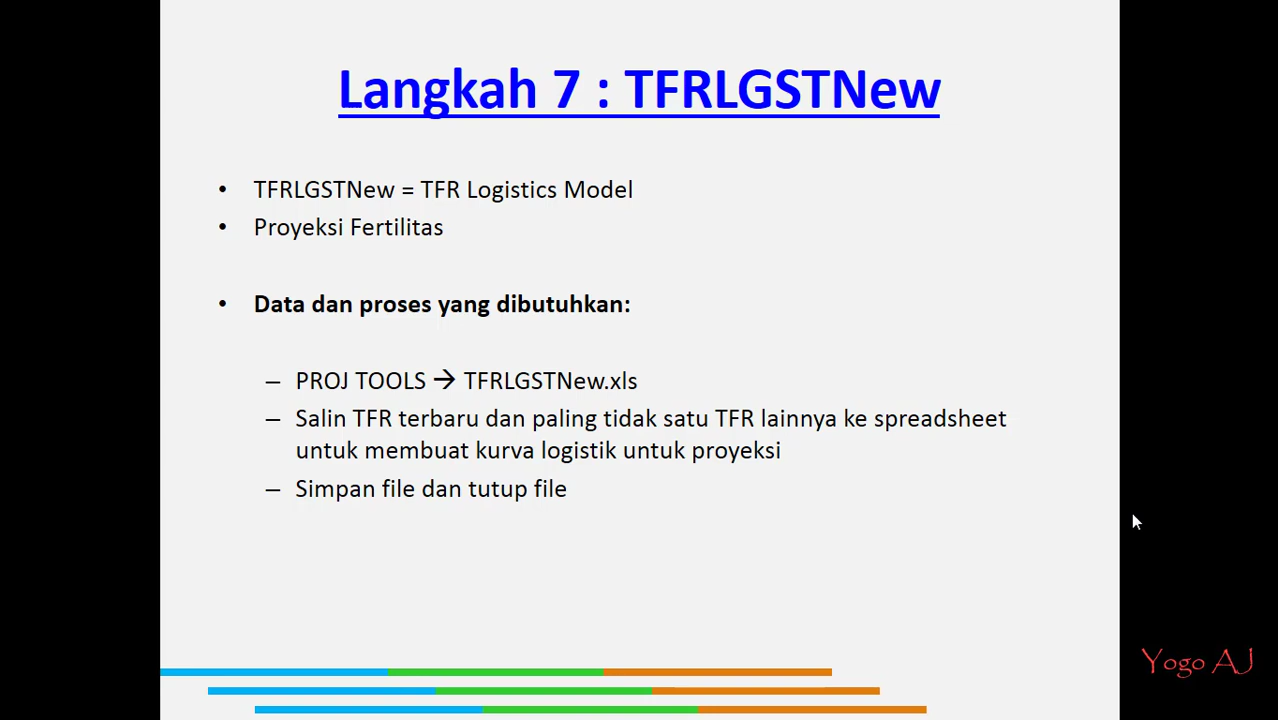 Langkah 7 : TFRLGSTNew
• TFRLGSTNew = TFR Logistics Model
• Proyeksi Fertilitas
• Data dan proses yang dibutuhkan:
– PROJ TOOLS → TFRLGSTNew.xls
– Salin TFR terbaru dan paling tidak satu TFR lainnya ke spreadsheet
untuk membuat kurva logistik untuk proyeksi
– Simpan file dan tutup file
Yogo AJ